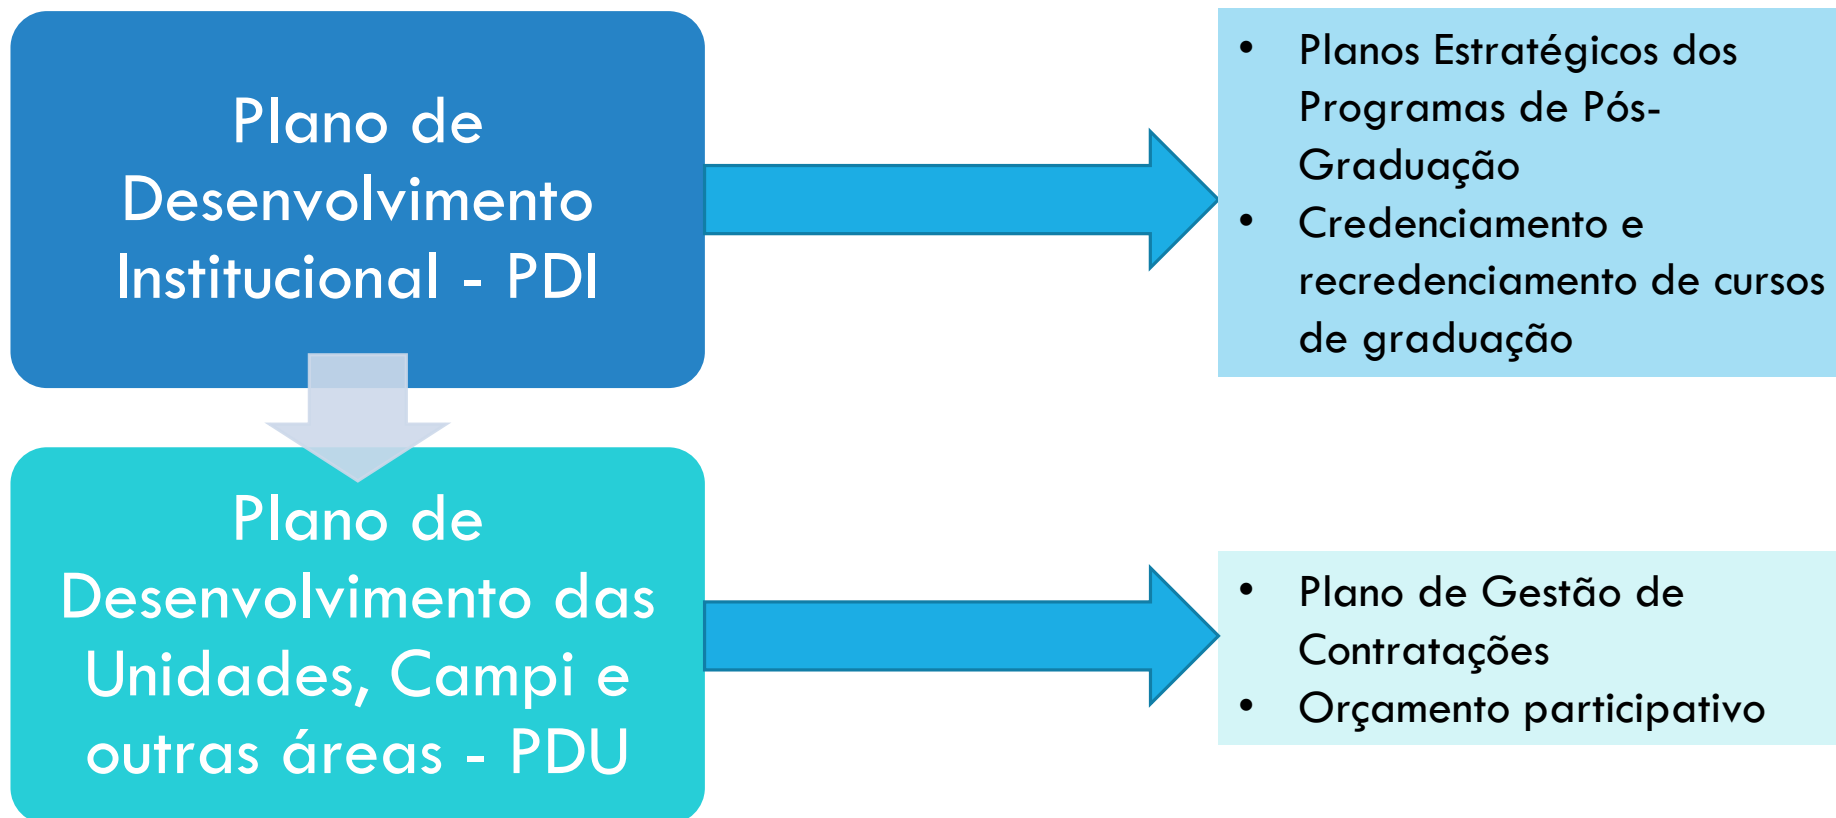 Plano de
Desenvolvimento
Institucional - PDI
• Planos Estratégicos dos
Programas de Pós-
Graduação
• Credenciamento e
recredenciamento de cursos
de graduação
Plano de
Desenvolvimento das
Unidades, Campi e
outras áreas - PDU
• Plano de Gestão de
Contratações
• Orçamento participativo